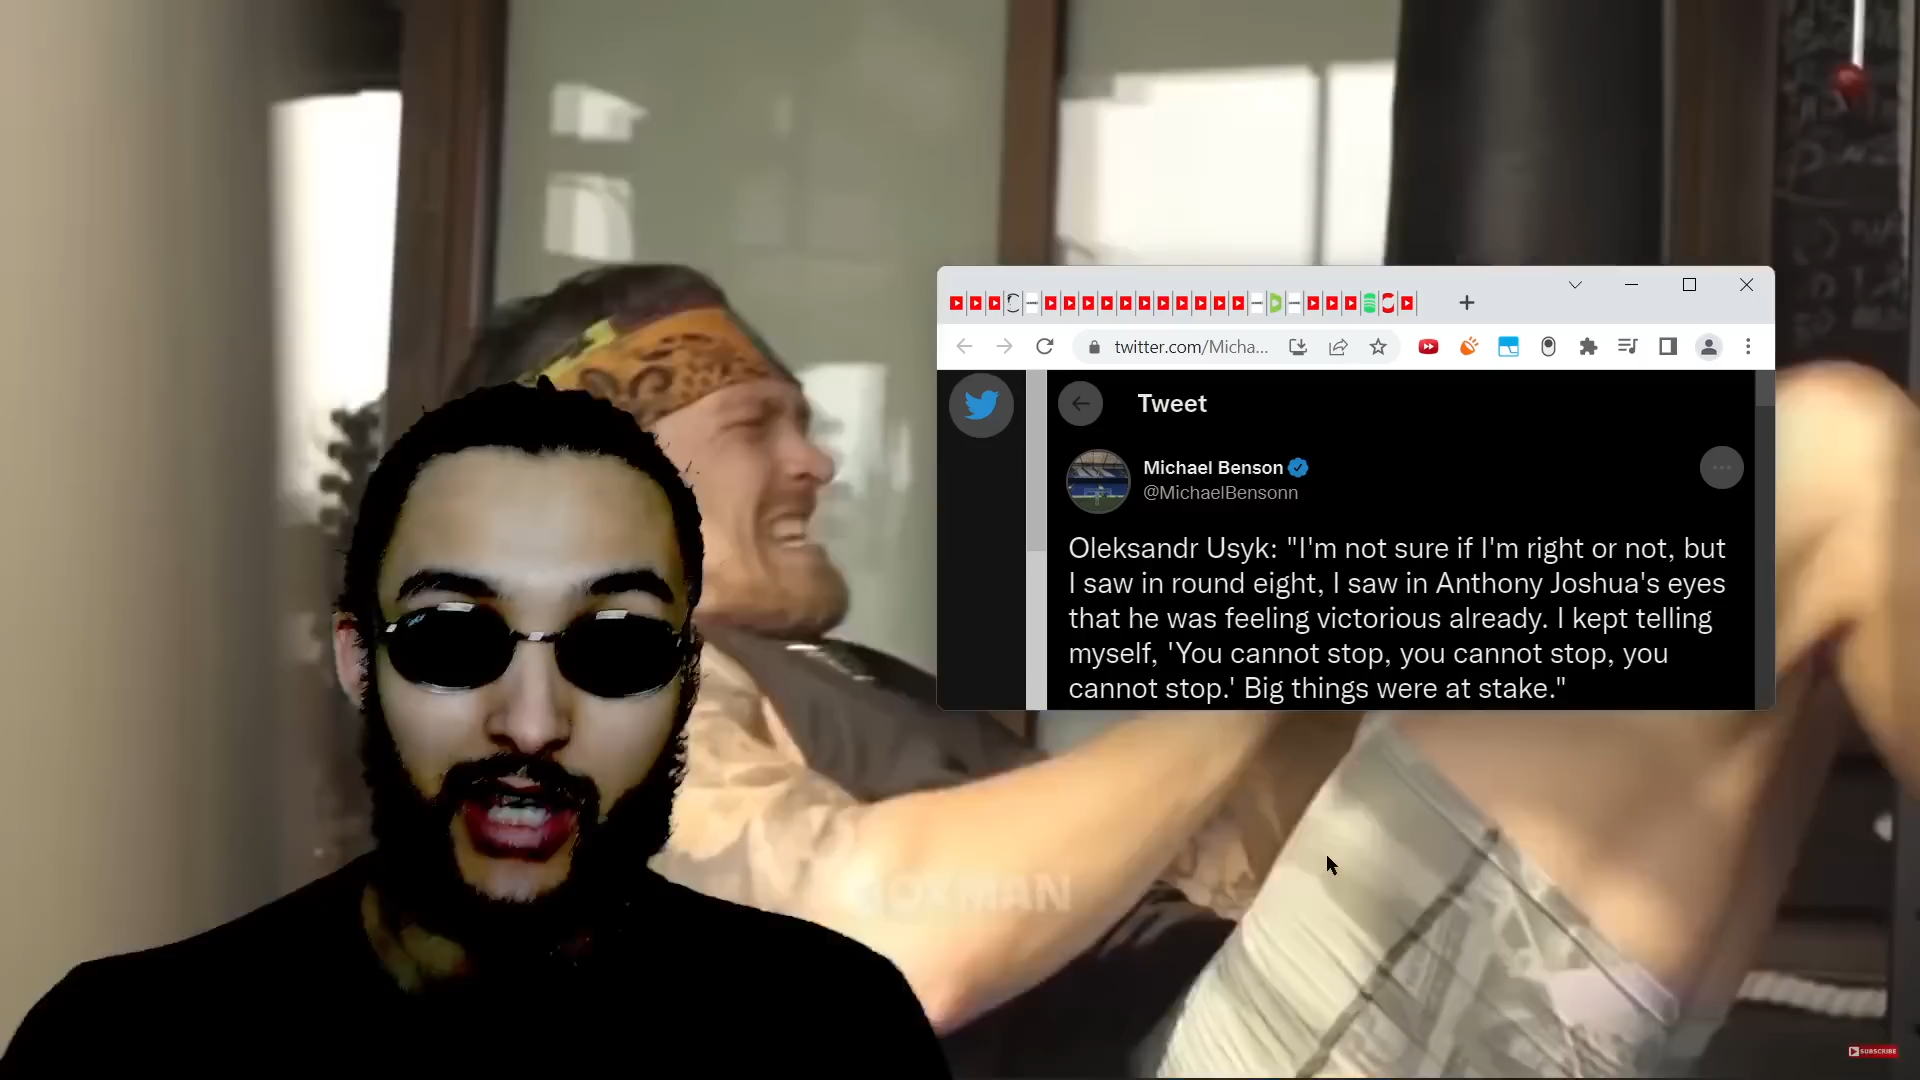 twitter.com/Micha...
Tweet
Michael Benson
@MichaelBensonn
Oleksandr Usyk: "I'm not sure if I'm right or not, but
I saw in round eight, I saw in Anthony Joshua's eyes
that he was feeling victorious already. I kept telling
myself, 'You cannot stop, you cannot stop, you
cannot stop.' Big things were at stake."
SUBSCRIBE